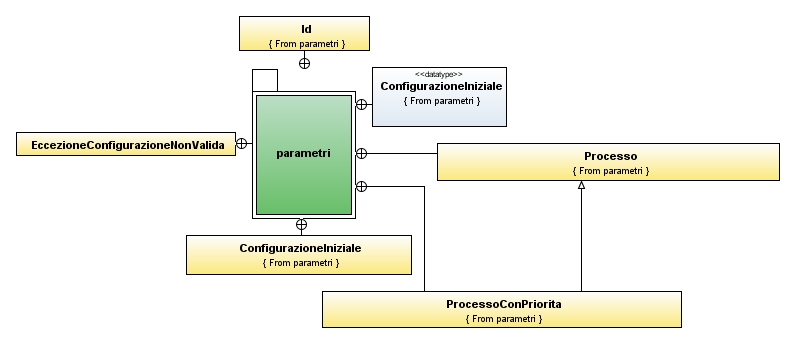 Id
{ From parametri }
<<datatype>>
ConfigurazioneIniziale
{ From parametri }
EccezioneConfigurazioneNonValida
parametri
Processo
{ From parametri }
ConfigurazioneIniziale
{ From parametri }
ProcessoConPriorita
{ From parametri }